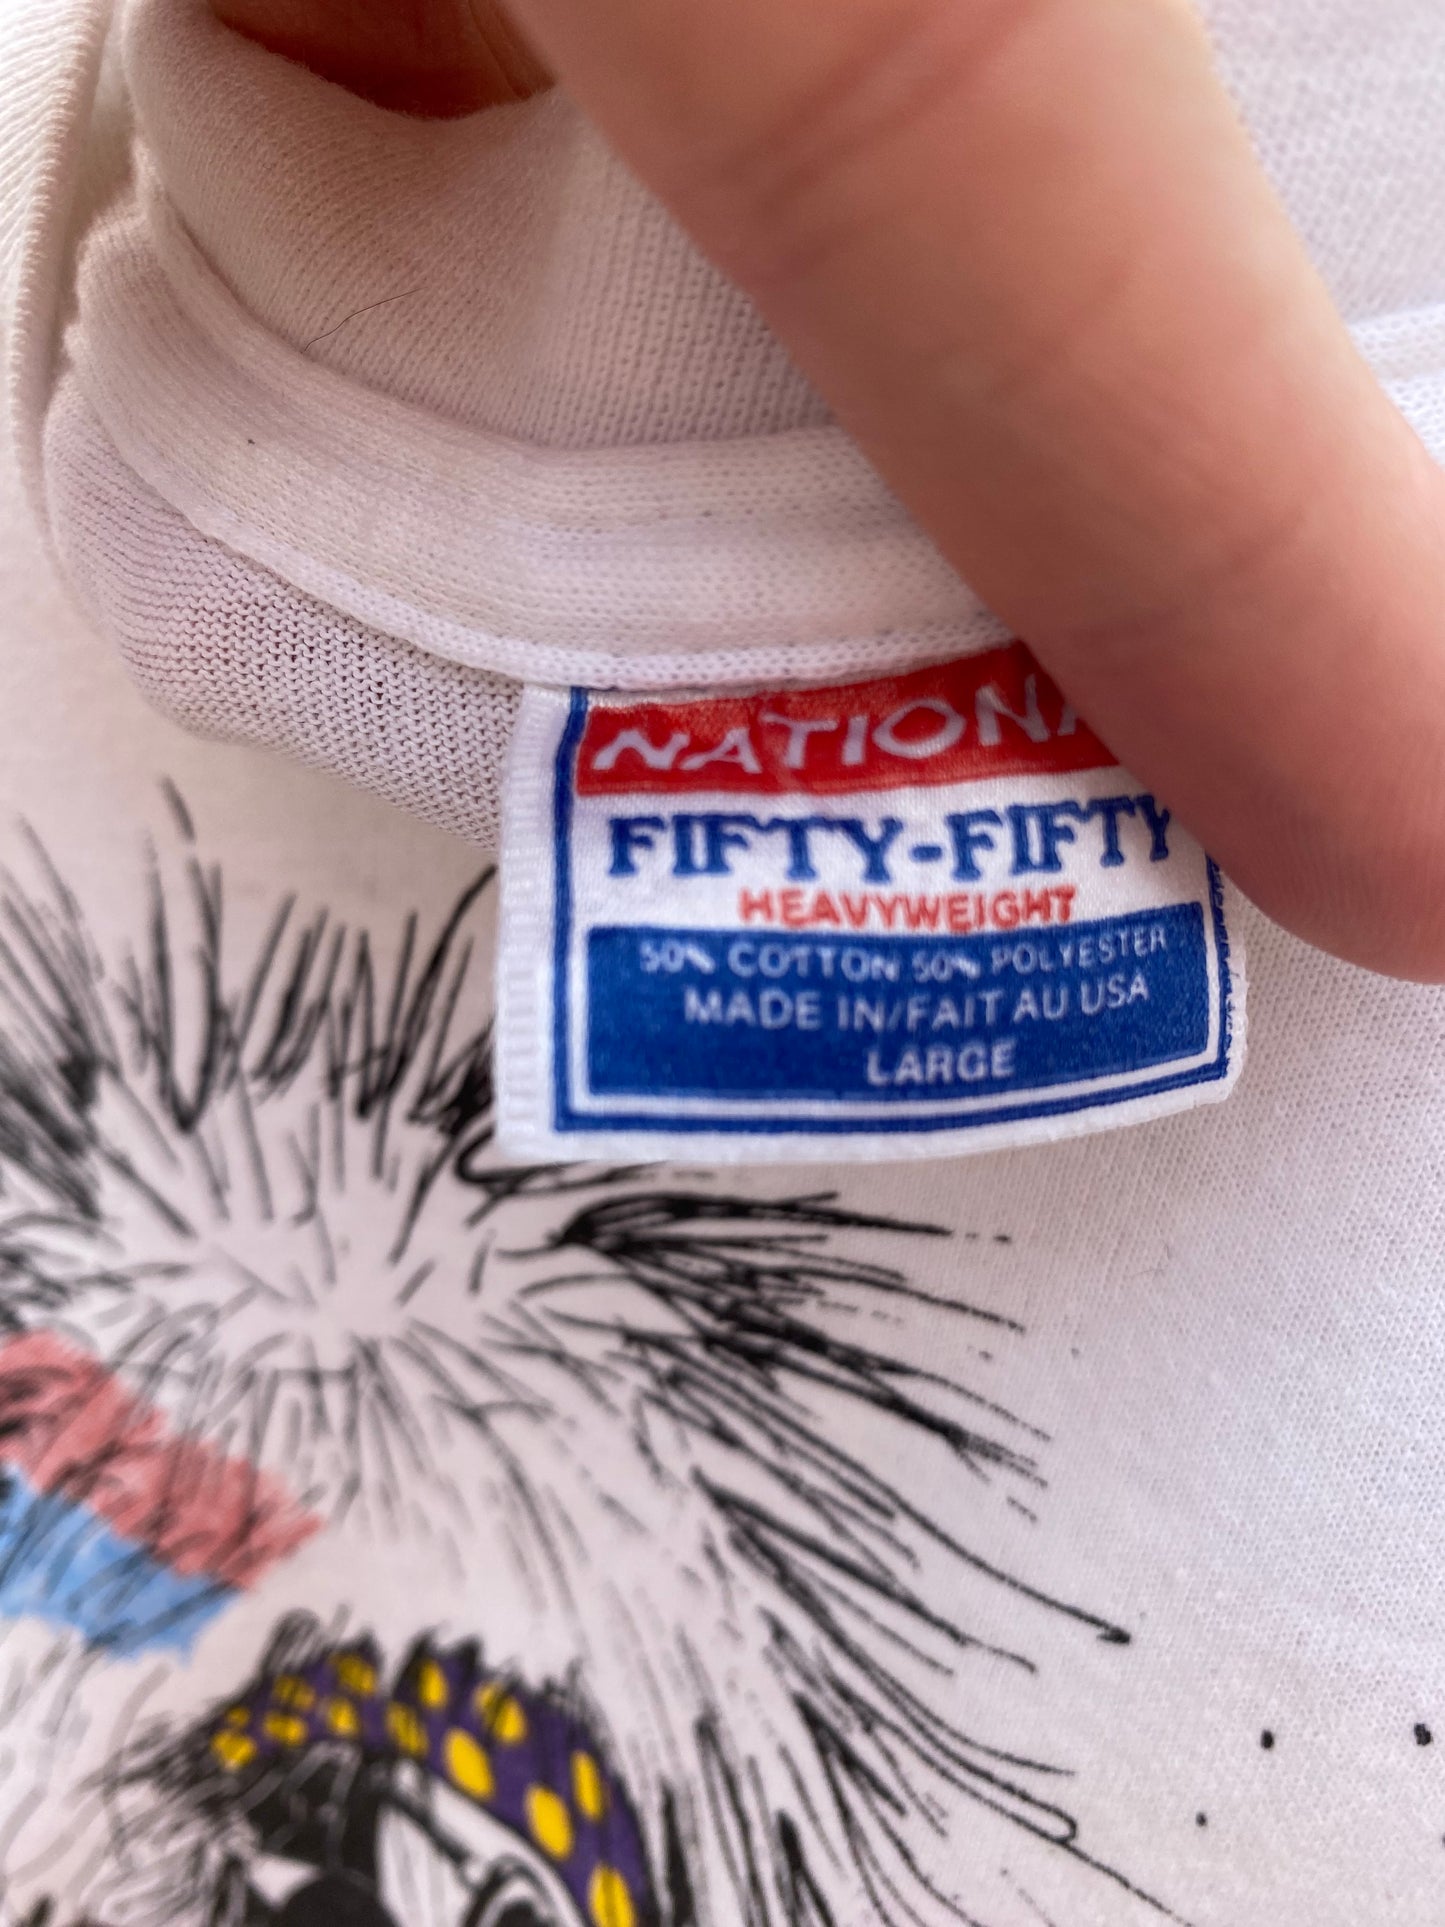 NATIONA
FIFTY-FIFTY
HEAVYWEIGHT
50% COTTON 50% POLYESTER
MADE IN/FAIT AU USA
LARGE